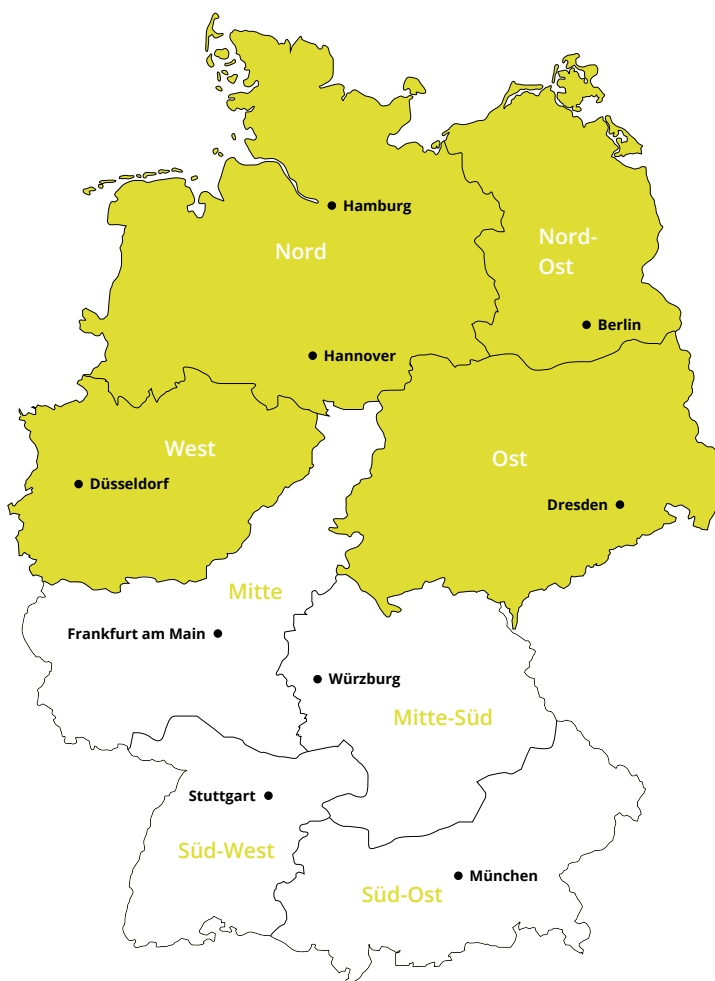 Hamburg
Nord
Nord-
Ost
Berlin
Hannover
West
Ost
Düsseldorf
Dresden
Mitte
Frankfurt am Main
Würzburg
Mitte-Süd
Stuttgart
Süd-West
München
Süd-Ost